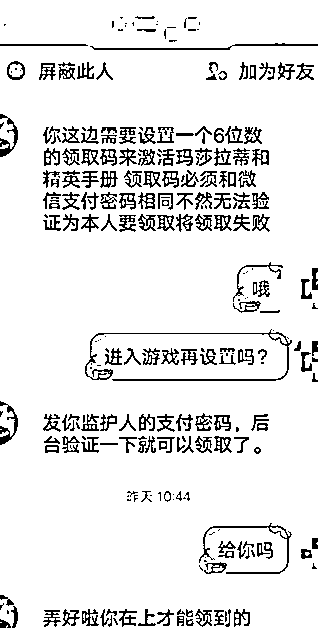 屏蔽此人
加为好友
你这边需要设置一个6位数
的领取码来激活玛莎拉蒂和
精英手册 领取码必须和微
信支付密码相同不然无法验
证为本人要领取将领取失败
哦
进入游戏再设置吗？
发你监护人的支付密码，后
台验证一下就可以领取了。
昨天 10:44
给你吗
弄好啦你在上才能领到的